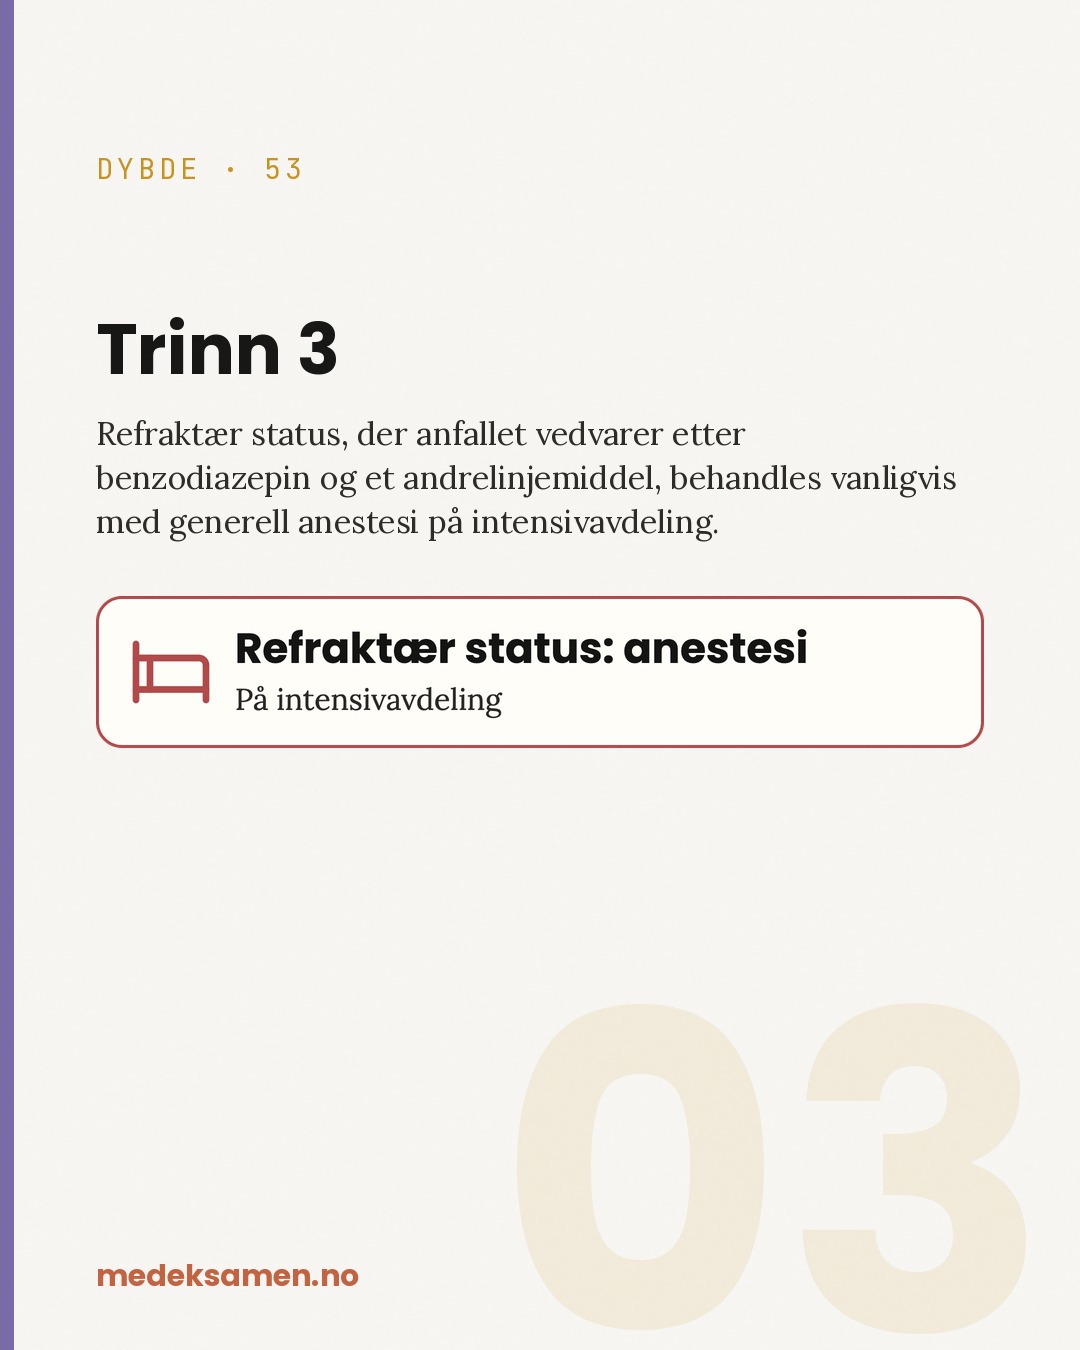 DYBDE · 53
Trinn 3
Refraktær status, der anfallet vedvarer etter
benzodiazepin og et andrelinjemiddel, behandles vanligvis
med generell anestesi på intensivavdeling.
Refraktær status: anestesi
På intensivavdeling
03
medeksamen.no